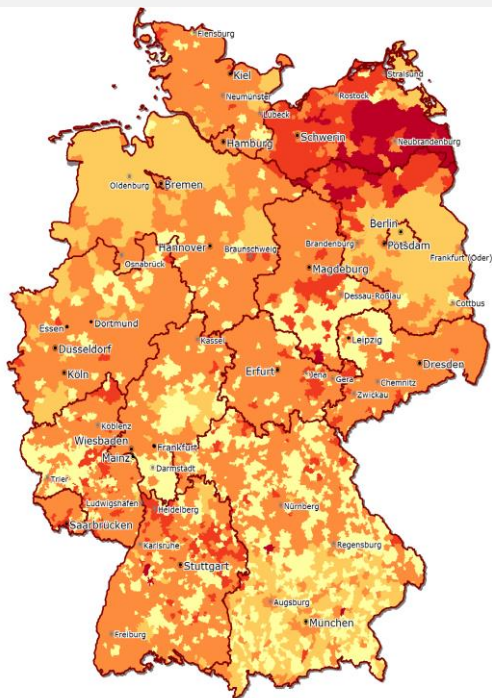 Flensburg
Kiel
Stralsund
Neumünster
Rostock
Lübeck
Schwerin
Hamburg
Neubrandenburg
Oldenburg
Bremen
Berlin
Hannover
Braunschweig
Brandenburg
Potsdam
Osnabrück
Frankfurt (Oder)
Magdeburg
Dessau-Roßlau
Cottbus
Essen
Dortmund
Leipzig
Kassel
Düsseldorf
Dresden
Köln
Erfurt
Jena
Gera
Chemnitz
Zwickau
Koblenz
Wiesbaden
Frankfurt
Mainz
Darmstadt
Trier
Ludwigshafen
Nürnberg
Heidelberg
Saarbrücken
Karlsruhe
Regensburg
Stuttgart
Augsburg
München
Freiburg